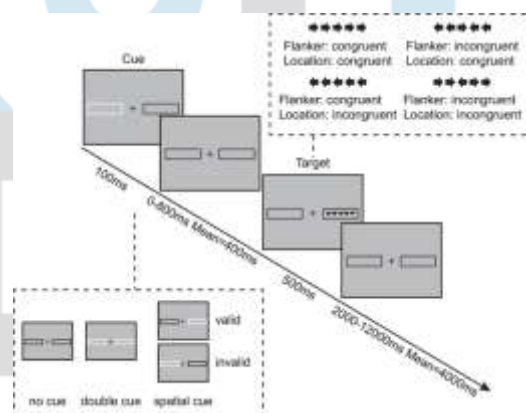 Flanker: congruent
Location: congruent
Flanker: incongruent
Location: congruent
Flanker: congruent
Location: incongruent
Flanker: incongruent
Location: incongruent
Cue
Target
100ms
0-800ms Mean=400ms
500ms
2000-12000ms Mean=4000ms
valid
invalid
no cue
double cue
spatial cue